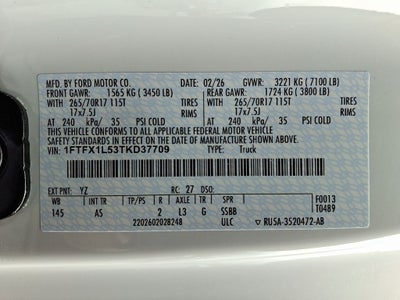 MFD. BY FORD MOTOR CO. 02/26 GVWR: 3221 KG (7100 LB)
FRONT GAWR: 1565 KG (3450 LB) REAR GAWR: 1724 KG (3800 LB)
WITH 265/70R17 115T TIRES WITH 265/70R17 115T TIRES
17x7.5J RIMS 17x7.5J RIMS
AT 240 kPa/ 35 PSI COLD AT 240 kPa/ 35 PSI COLD
THIS VEHICLE CONFORMS TO ALL APPLICABLE FEDERAL MOTOR VEHICLE
SAFETY STANDARDS IN EFFECT ON THE DATE OF MANUFACTURE SHOWN ABOVE.
VIN: 1FTFX1L53TKD37709 TYPE: Truck
EXT PNT: YZ RC: 27 DSO: F0013
WB INT TR TP/PS R AXLE TR SPR T0489
145 AS 2 L3 G SSBB
2202602028248 ULC RU5A-3520472-AB